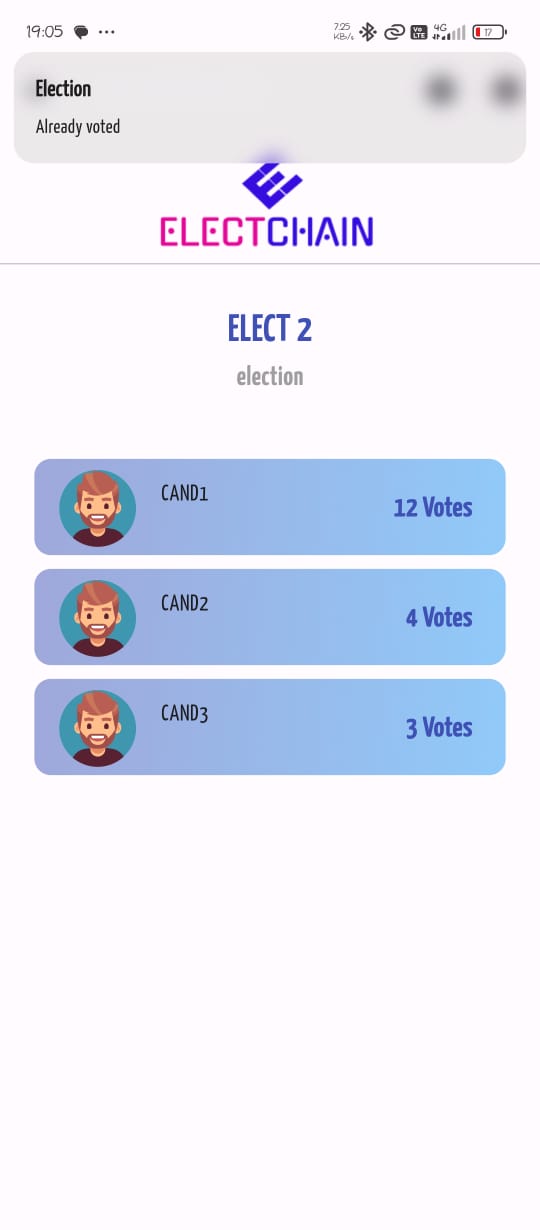 19:05
7.25
KB/s
Vo
LTE
4G
17
Election
Already voted
ELECTCHAIN
ELECT 2
election
CAND1
12 Votes
CAND2
4 Votes
CAND3
3 Votes